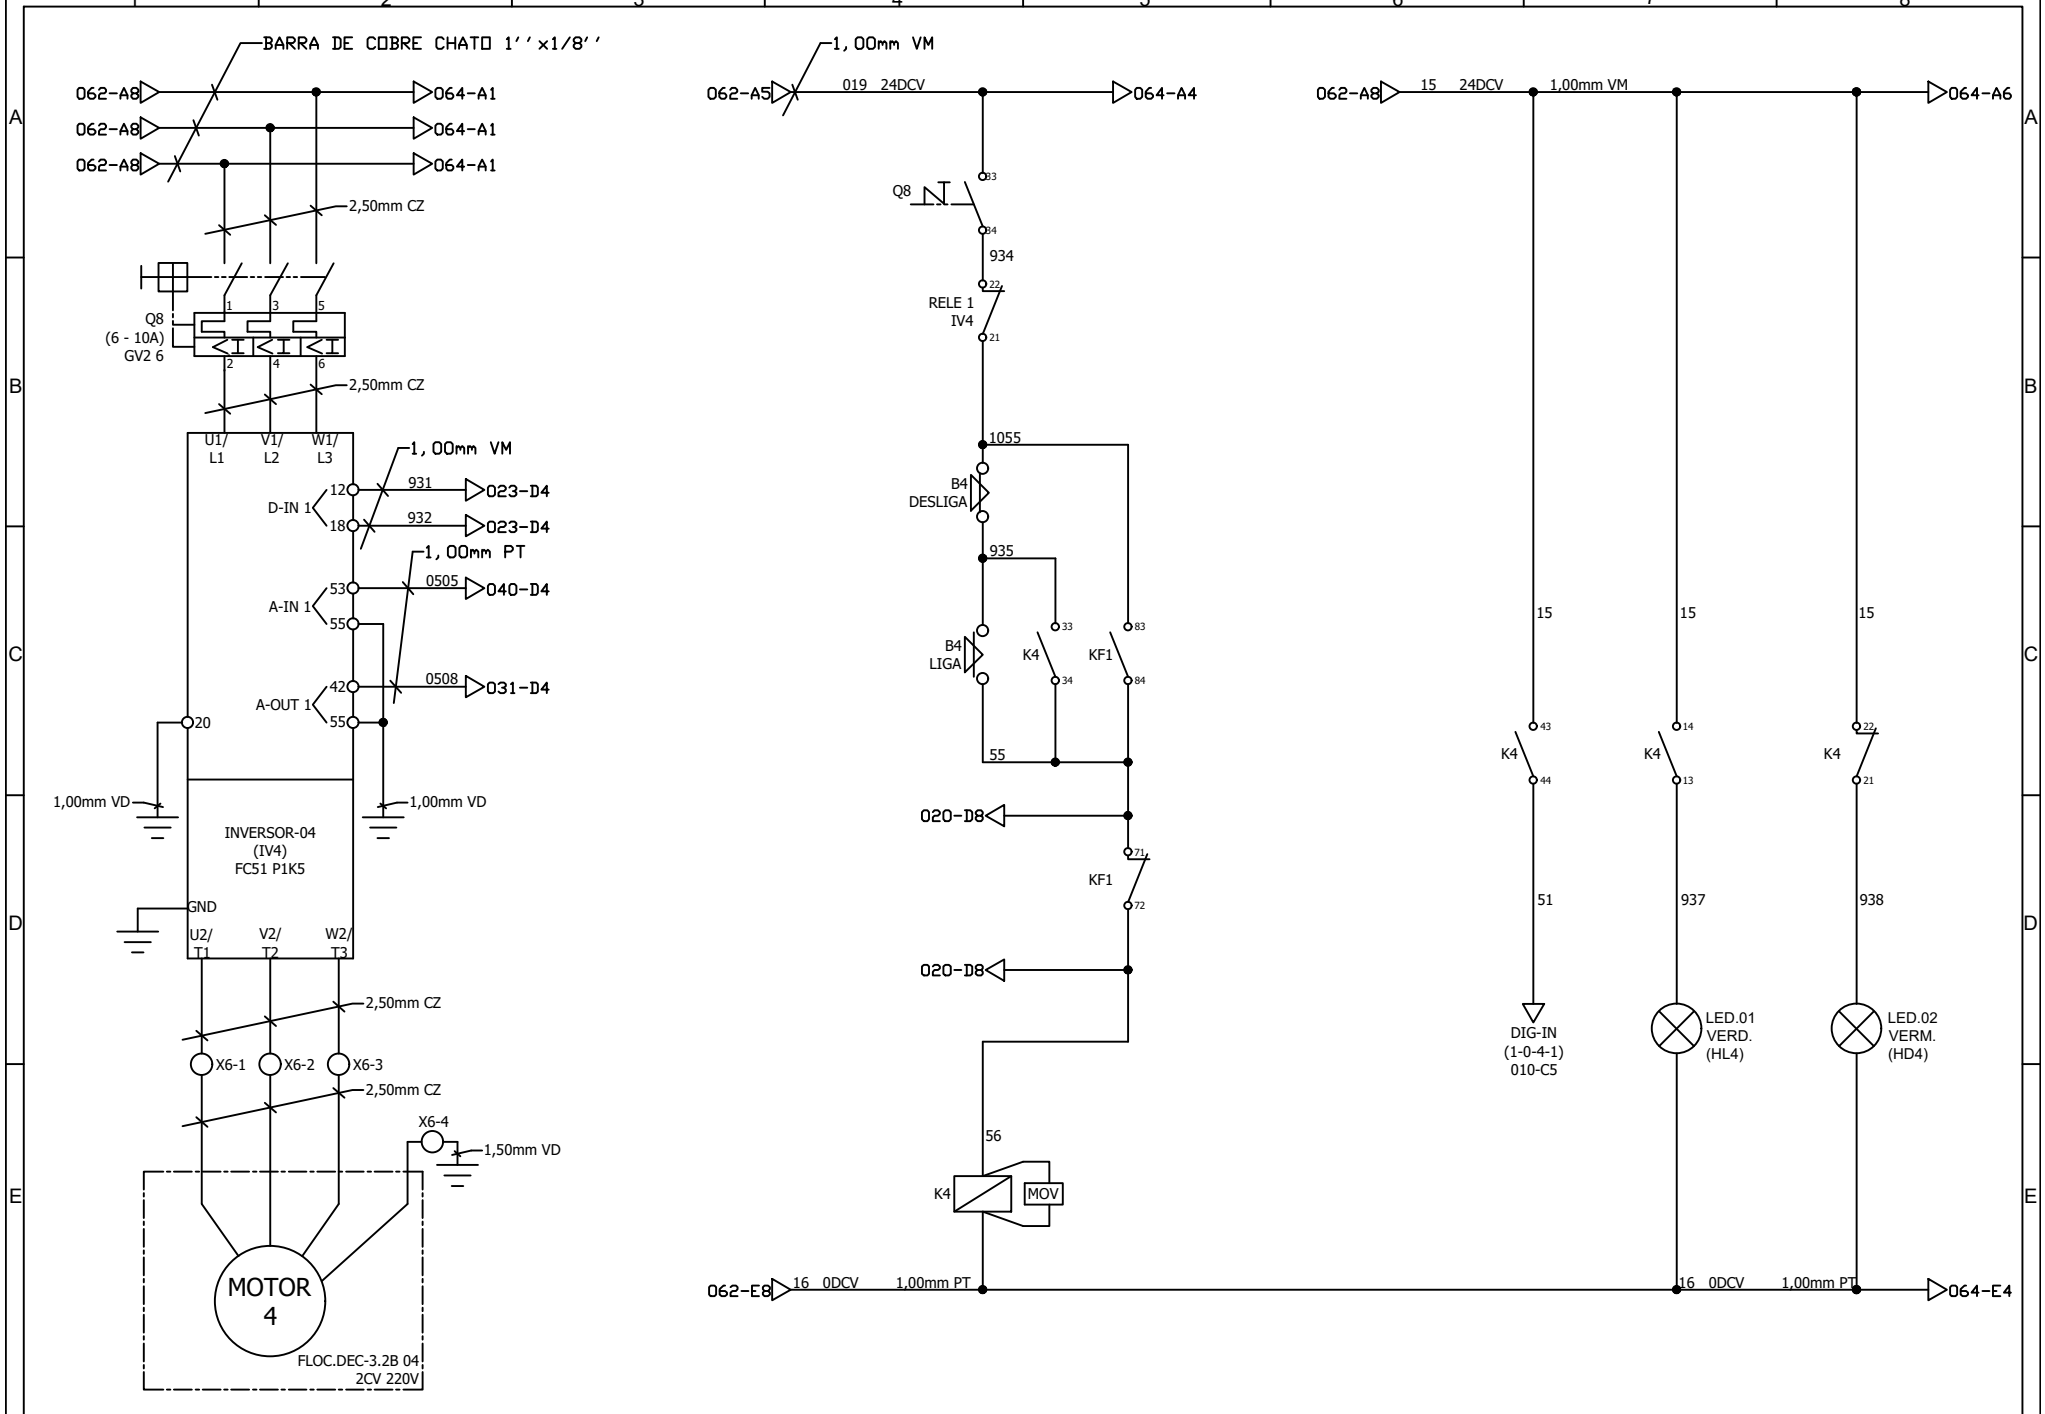 2 3 4 5 6 7 8
BARRA DE COBRE CHATO 1''x1/8''
062-A8 064-A1
062-A8 064-A1
062-A8 064-A1
2,50mm CZ
1 3 5
Q8
(6 - 10A)
GV2 6
2 4 6
2,50mm CZ
U1/ V1/ W1/
L1 L2 L3
1,00mm VM
D-IN 1
12 931 023-D4
18 932 023-D4
1,00mm PT
A-IN 1
53 0505 040-D4
55
A-OUT 1
42 0508 031-D4
55
20
1,00mm VD
1,00mm VD
INVERSOR-04
(IV4)
FC51 P1K5
GND
U2/ V2/ W2/
T1 T2 T3
2,50mm CZ
X6-1 X6-2 X6-3
2,50mm CZ
X6-4
1,50mm VD
MOTOR
4
FLOC.DEC-3.2B 04
2CV 220V
1,00mm VM
062-A5 019 24DCV 064-A4
33
Q8
34
934
22
RELE 1
IV4
21
1055
B4
DESLIGA
935
B4
LIGA
33
K4
34
83
KF1
84
55
020-D8
71
KF1
72
020-D8
56
K4
MOV
062-E8 16 0DCV 1,00mm PT
062-A8 15 24DCV 1,00mm VM 064-A6
15 15 15
43
K4
44
14
K4
13
22
K4
21
51
937
938
DIG-IN
(1-0-4-1)
010-C5
LED.01
VERD.
(HL4)
LED.02
VERM.
(HD4)
16 0DCV 1,00mm PT 064-E4
A A
B B
C C
D D
E E